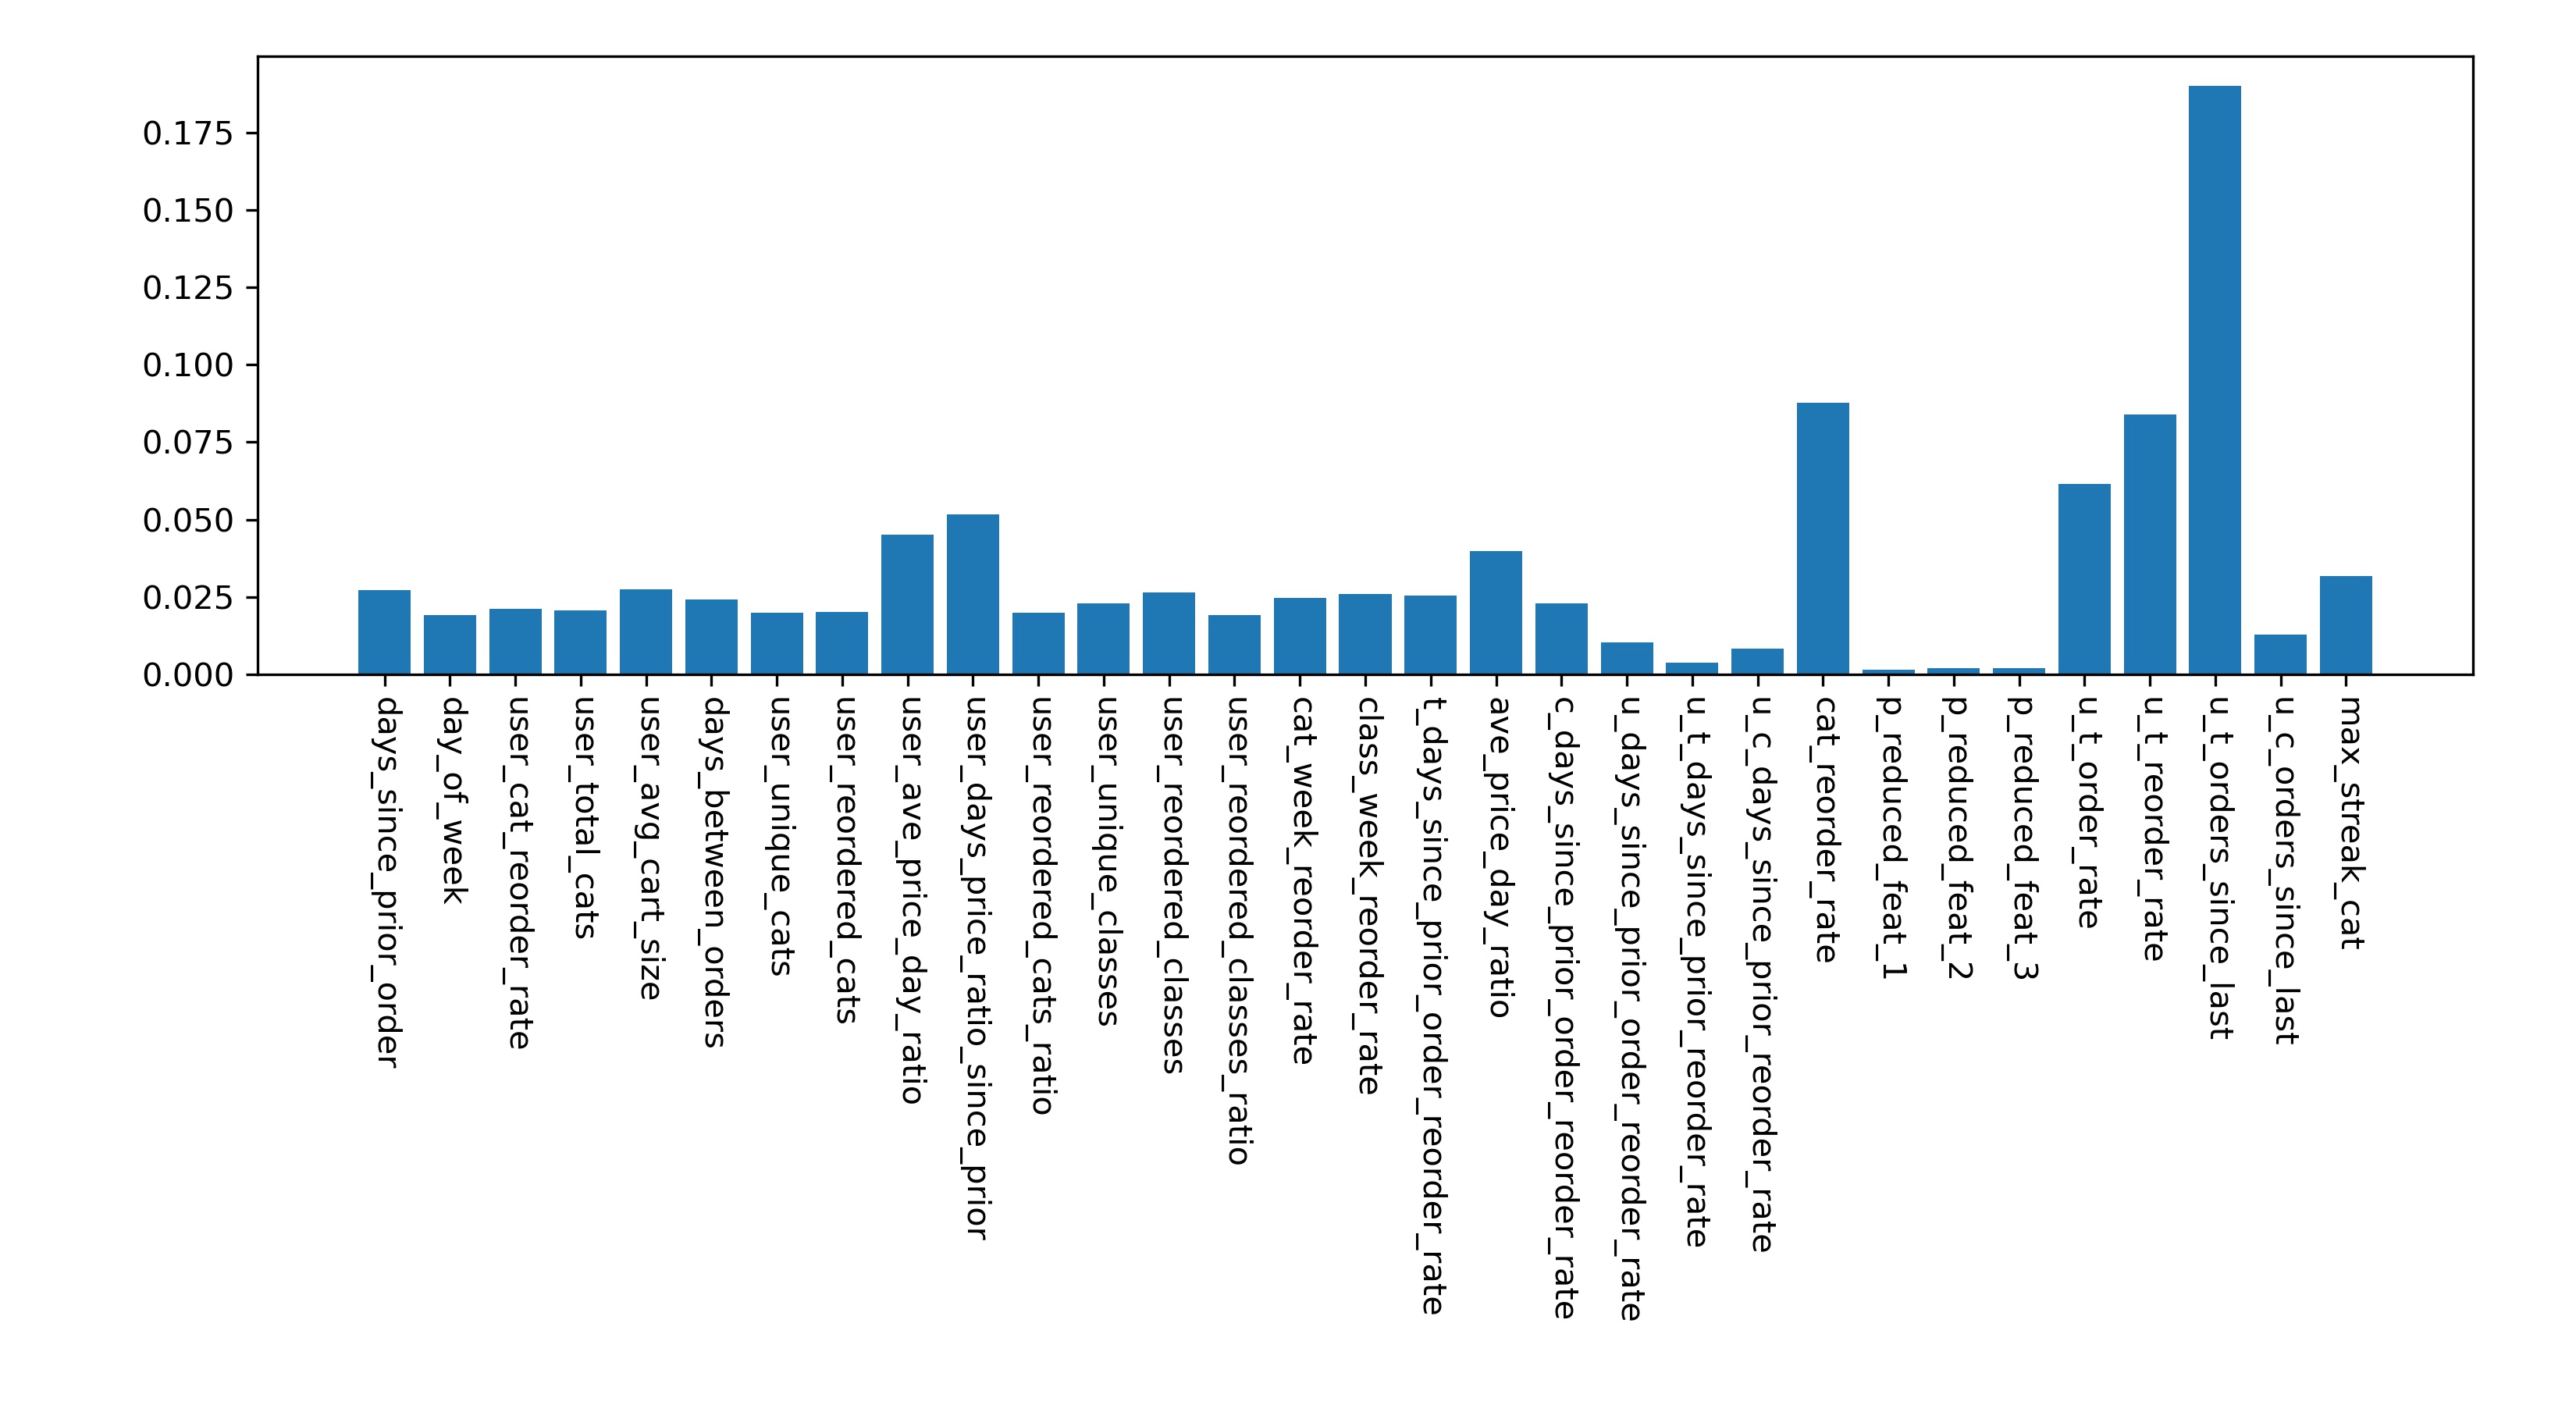 0.175
0.150
0.125
0.100
0.075
0.050
0.025
0.000
days_since_prior_order
day_of_week
user_cat_reorder_rate
user_total_cats
user_avg_cart_size
days_between_orders
user_unique_cats
user_reordered_cats
user_ave_price_day_ratio
user_days_price_ratio_since_prior
user_reordered_cats_ratio
user_unique_classes
user_reordered_classes
user_reordered_classes_ratio
cat_week_reorder_rate
class_week_reorder_rate
t_days_since_prior_order_reorder_rate
ave_price_day_ratio
c_days_since_prior_order_reorder_rate
u_days_since_prior_order_reorder_rate
u_t_days_since_prior_reorder_rate
u_c_days_since_prior_reorder_rate
cat_reorder_rate
p_reduced_feat_1
p_reduced_feat_2
p_reduced_feat_3
u_t_order_rate
u_t_reorder_rate
u_t_orders_since_last
u_c_orders_since_last
max_streak_cat